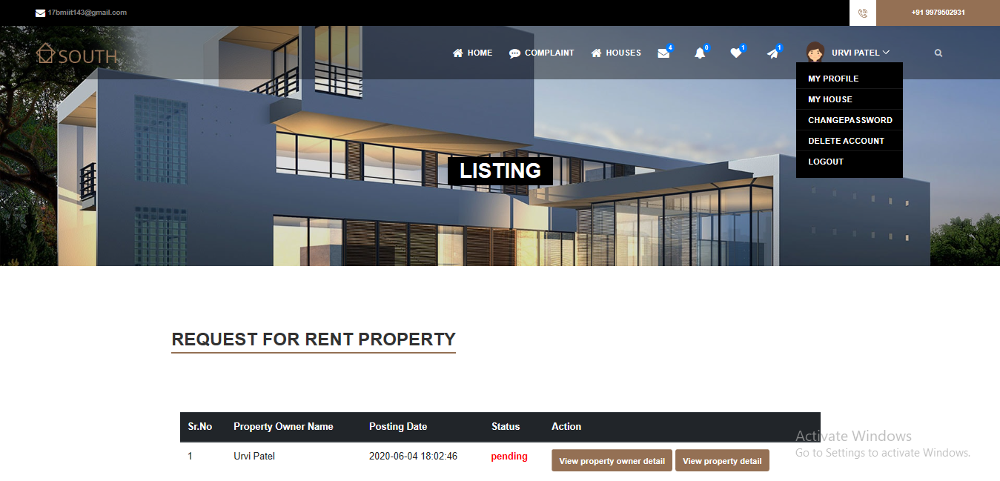 17bmiit143@gmail.com +91 9979502931
SOUTH HOME COMPLAINT HOUSES 4 0 1 1 URVI PATEL
MY PROFILE
MY HOUSE
CHANGEPASSWORD
DELETE ACCOUNT
LOGOUT
LISTING
REQUEST FOR RENT PROPERTY
Sr.No Property Owner Name Posting Date Status Action
1 Urvi Patel 2020-06-04 18:02:46 pending View property owner detail View property detail
Activate Windows
Go to Settings to activate Windows.